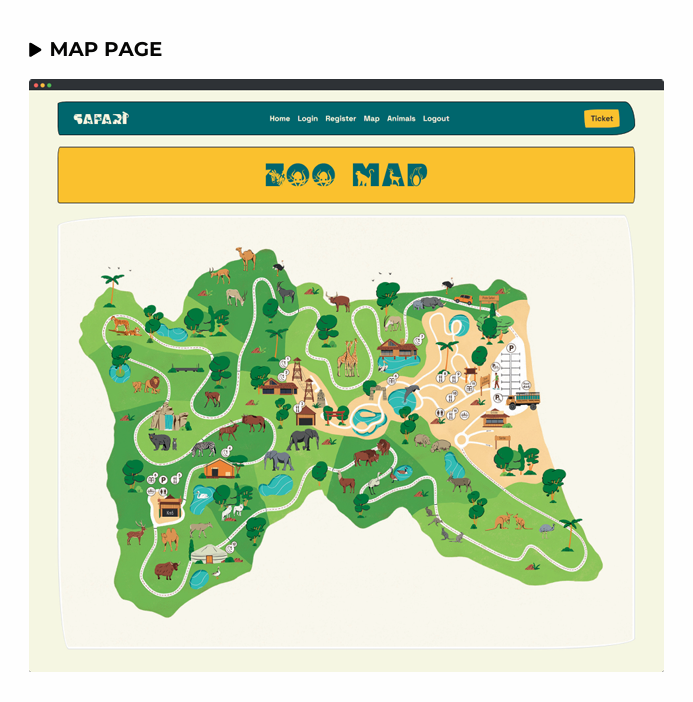 MAP PAGE
SAFARI
Home Login Register Map Animals Logout
Ticket
ZOO MAP
P
P